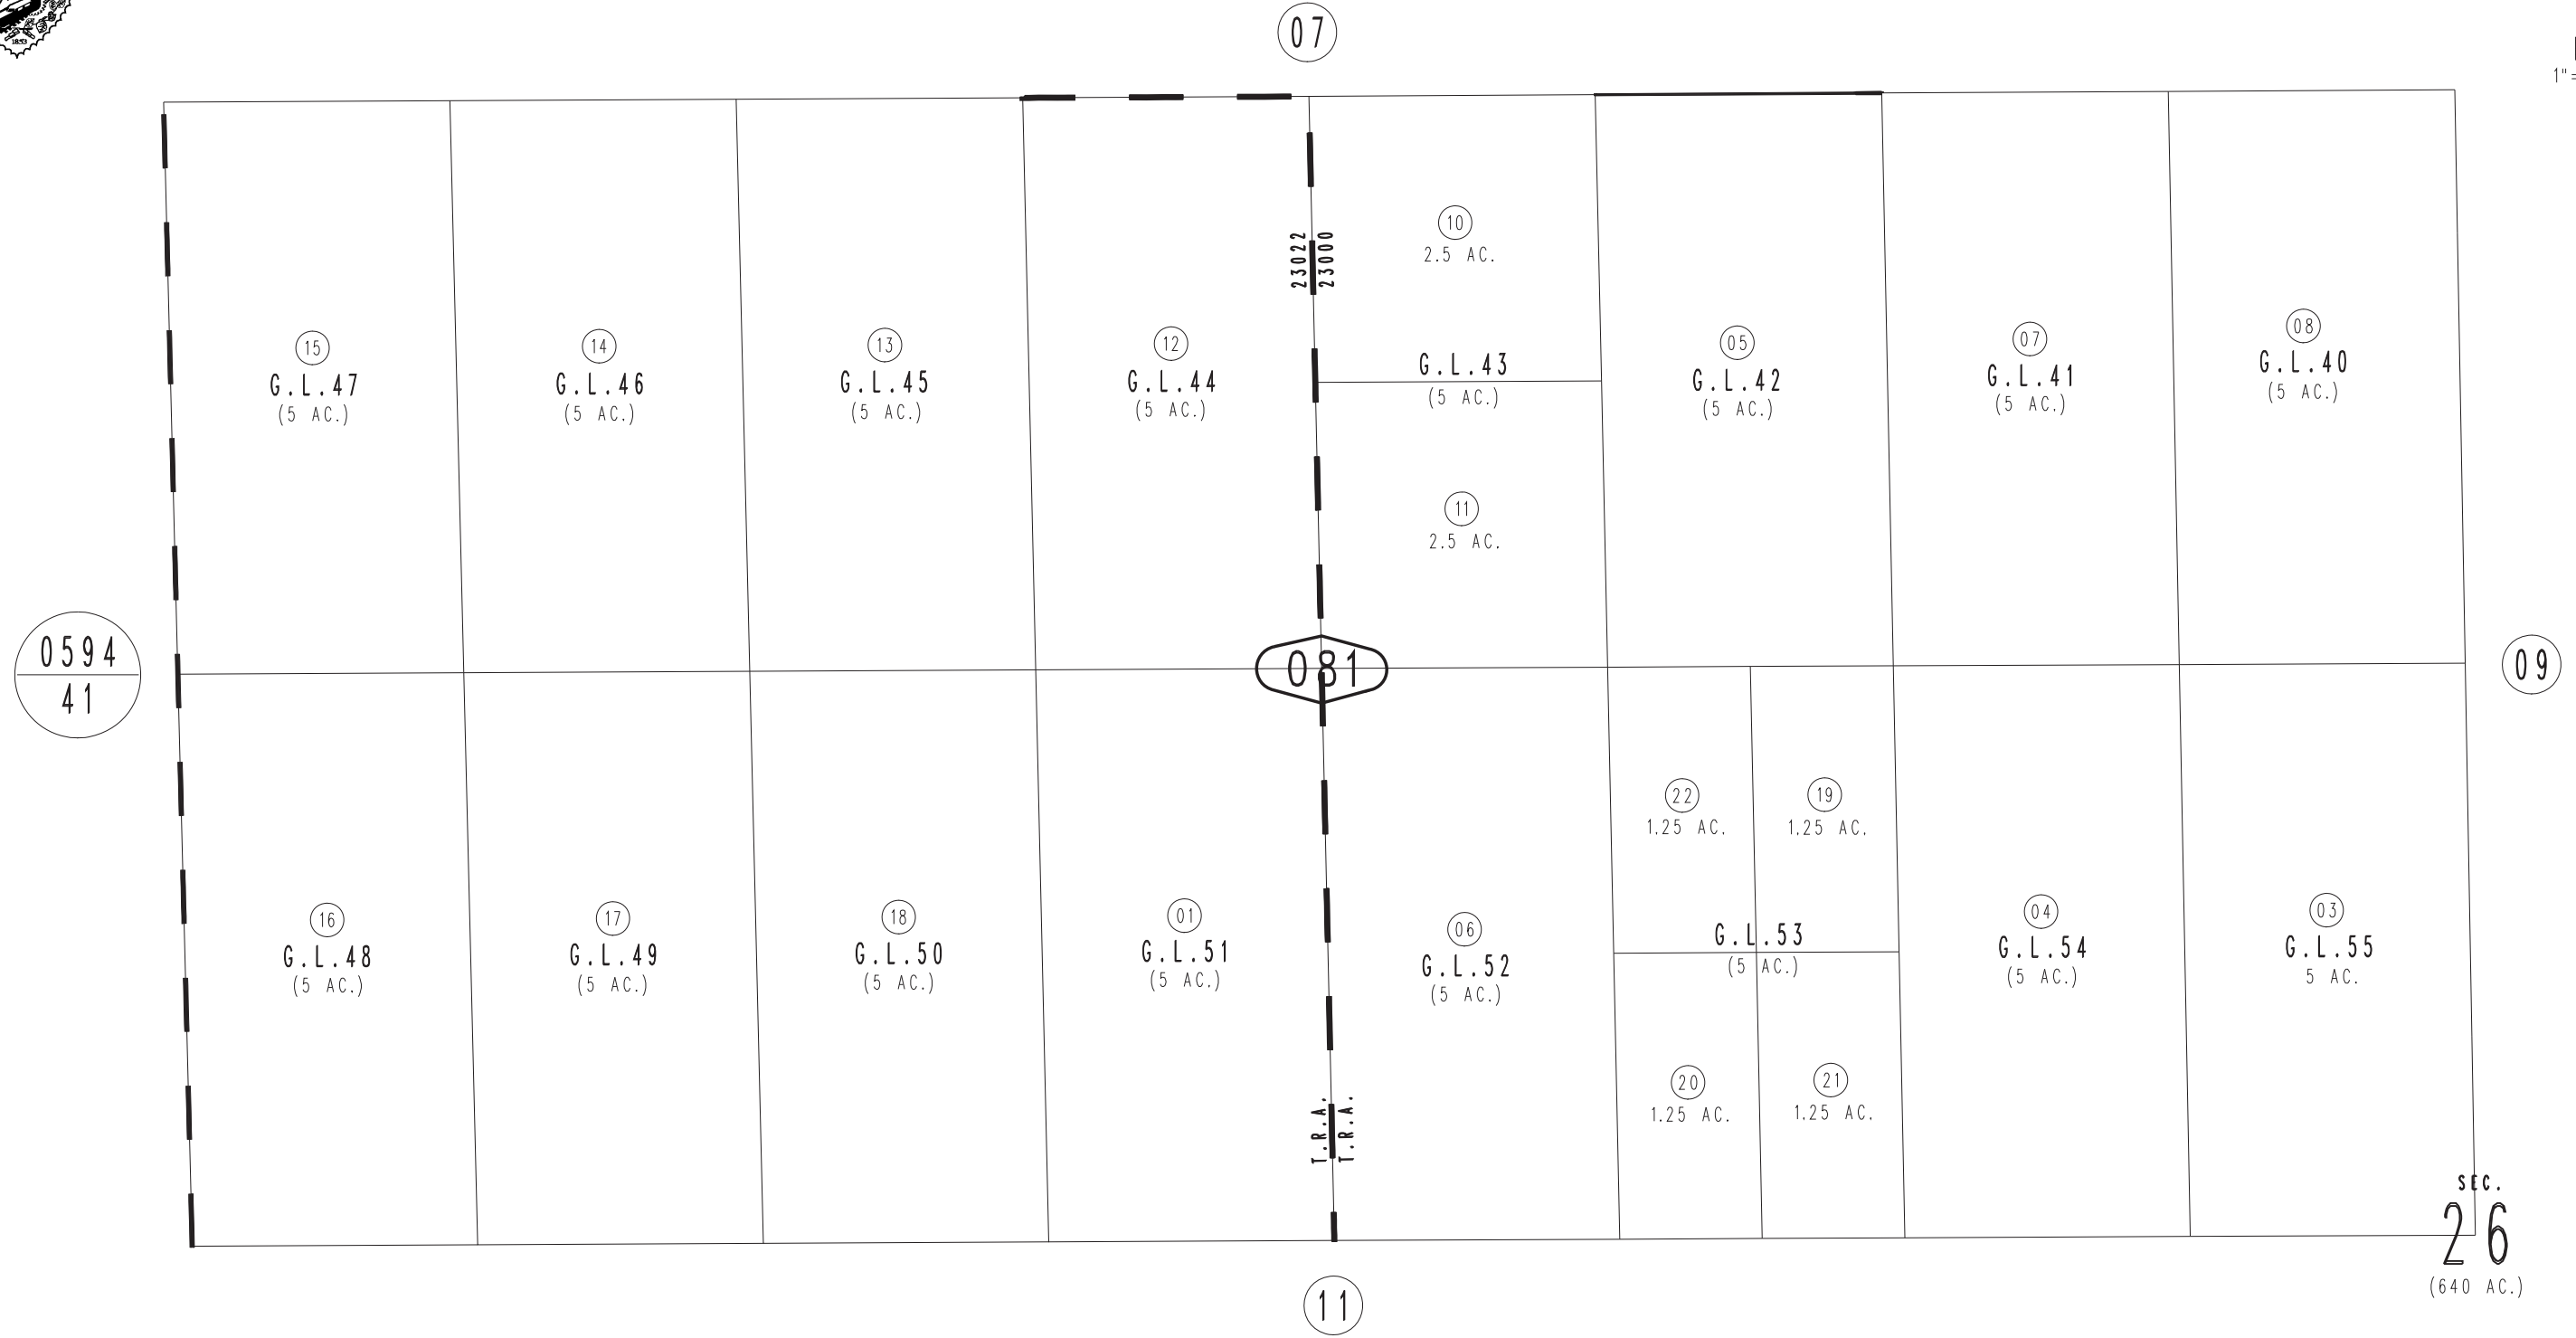 1853
07
1"=
15
G.L.47
(5 AC.)
14
G.L.46
(5 AC.)
13
G.L.45
(5 AC.)
12
G.L.44
(5 AC.)
23022
23000
10
2.5 AC.
G.L.43
(5 AC.)
11
2.5 AC.
05
G.L.42
(5 AC.)
07
G.L.41
(5 AC.)
08
G.L.40
(5 AC.)
0594
41
081
09
16
G.L.48
(5 AC.)
17
G.L.49
(5 AC.)
18
G.L.50
(5 AC.)
01
G.L.51
(5 AC.)
T.R.A.
T.R.A.
06
G.L.52
(5 AC.)
22
1.25 AC.
19
1.25 AC.
G.L.53
(5 AC.)
20
1.25 AC.
21
1.25 AC.
04
G.L.54
(5 AC.)
03
G.L.55
5 AC.
SEC.
26
(640 AC.)
11